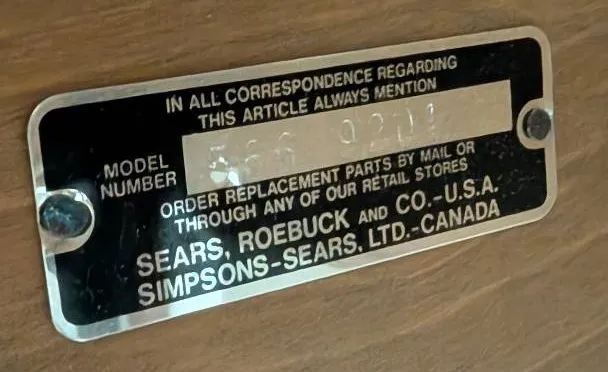 IN ALL CORRESPONDENCE REGARDING
THIS ARTICLE ALWAYS MENTION
MODEL
NUMBER
ORDER REPLACEMENT PARTS BY MAIL OR
THROUGH ANY OF OUR RETAIL STORES
SEARS, ROEBUCK AND CO.-U.S.A.
SIMPSONS-SEARS, LTD.-CANADA